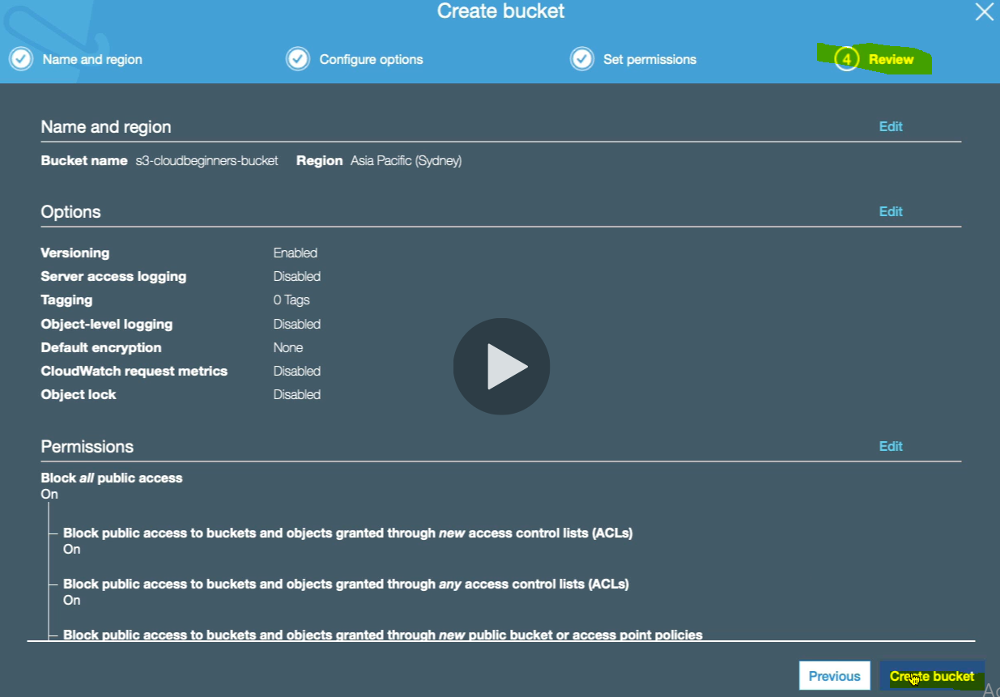 Create bucket
Name and region
Configure options
Set permissions
4 Review
Name and region Edit
Bucket name s3-cloudbeginners-bucket Region Asia Pacific (Sydney)
Options Edit
Versioning Enabled
Server access logging Disabled
Tagging 0 Tags
Object-level logging Disabled
Default encryption None
CloudWatch request metrics Disabled
Object lock Disabled
Permissions Edit
Block all public access
On
Block public access to buckets and objects granted through new access control lists (ACLs)
On
Block public access to buckets and objects granted through any access control lists (ACLs)
On
Block public access to buckets and objects granted through new public bucket or access point policies
Previous Create bucket